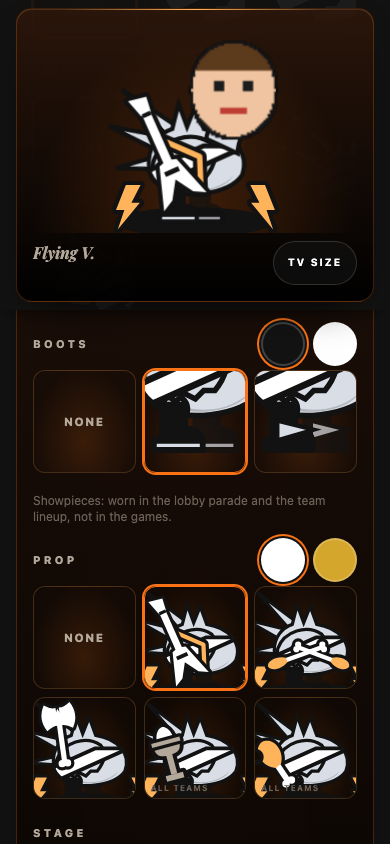 Flying V.
TV SIZE
BOOTS
NONE
Showpieces: worn in the lobby parade and the team
lineup, not in the games.
PROP
NONE
ALL TEAMS
ALL TEAMS
STAGE